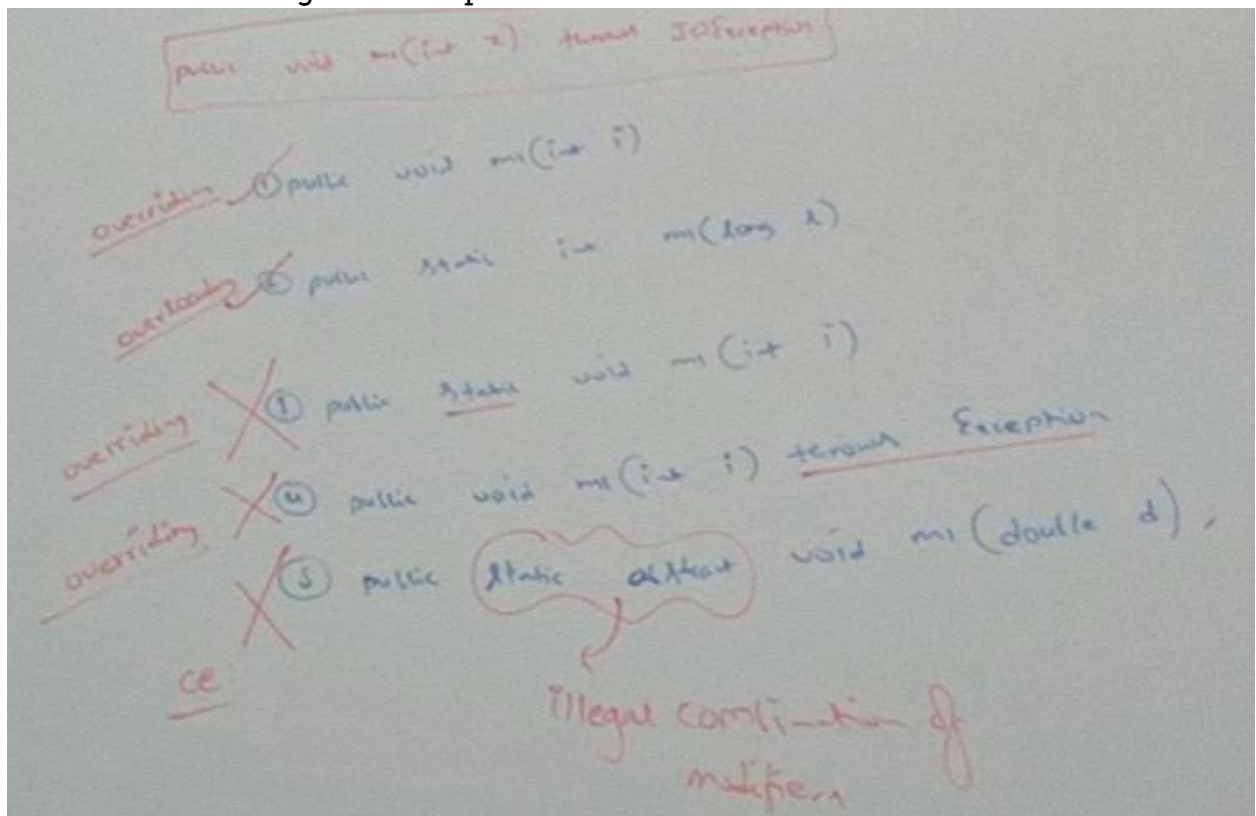 public void m1(int x) throws IOException
overriding ① public void m1(int i)
overloading ② public static int m1(long l)
overriding ③ public static void m1(int i)
overriding ④ public void m1(int i) throws Exception
CE ⑤ public static abstract void m1(double d)
illegal combination of
modifiers